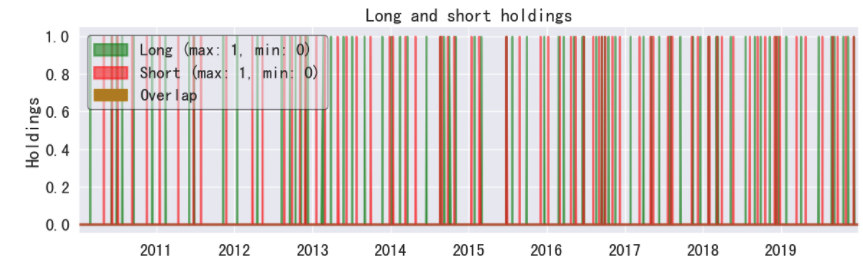 Long and short holdings
Holdings
1.0
0.8
0.6
0.4
0.2
0.0
Long (max: 1, min: 0)
Short (max: 1, min: 0)
Overlap
2011 2012 2013 2014 2015 2016 2017 2018 2019